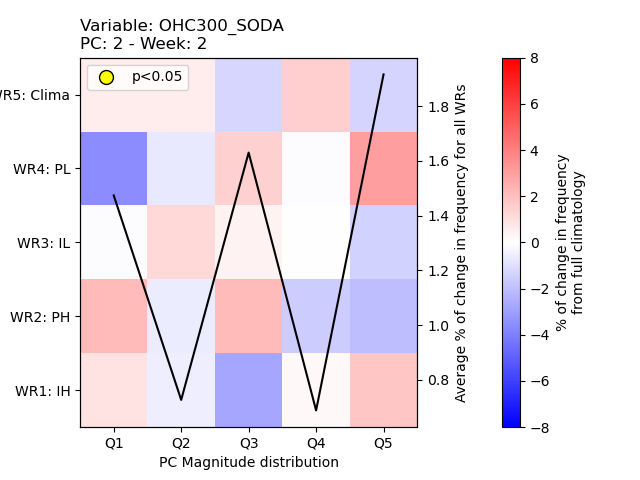 Variable: OHC300_SODA
PC: 2 - Week: 2
p<0.05
WR5: Clima
WR4: PL
WR3: IL
WR2: PH
WR1: IH
Q1 Q2 Q3 Q4 Q5
PC Magnitude distribution
1.8
1.6
1.4
1.2
1.0
0.8
Average % of change in frequency for all WRs
8
6
4
2
0
−2
−4
−6
−8
% of change in frequency
from full climatology